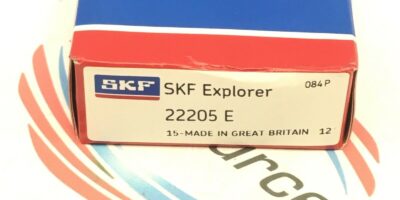 084P
SKF SKF Explorer
22205 E
15-MADE IN GREAT BRITAIN 12